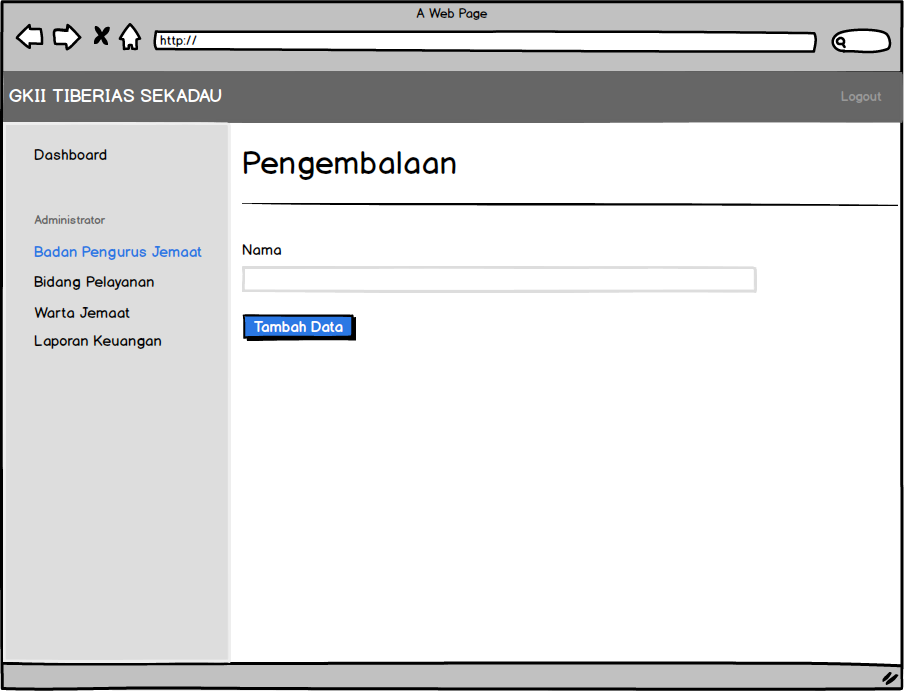 A Web Page
http://
GKII TIBERIAS SEKADAU
Logout
Dashboard
Administrator
Badan Pengurus Jemaat
Bidang Pelayanan
Warta Jemaat
Laporan Keuangan
Pengembalaan
Nama
Tambah Data